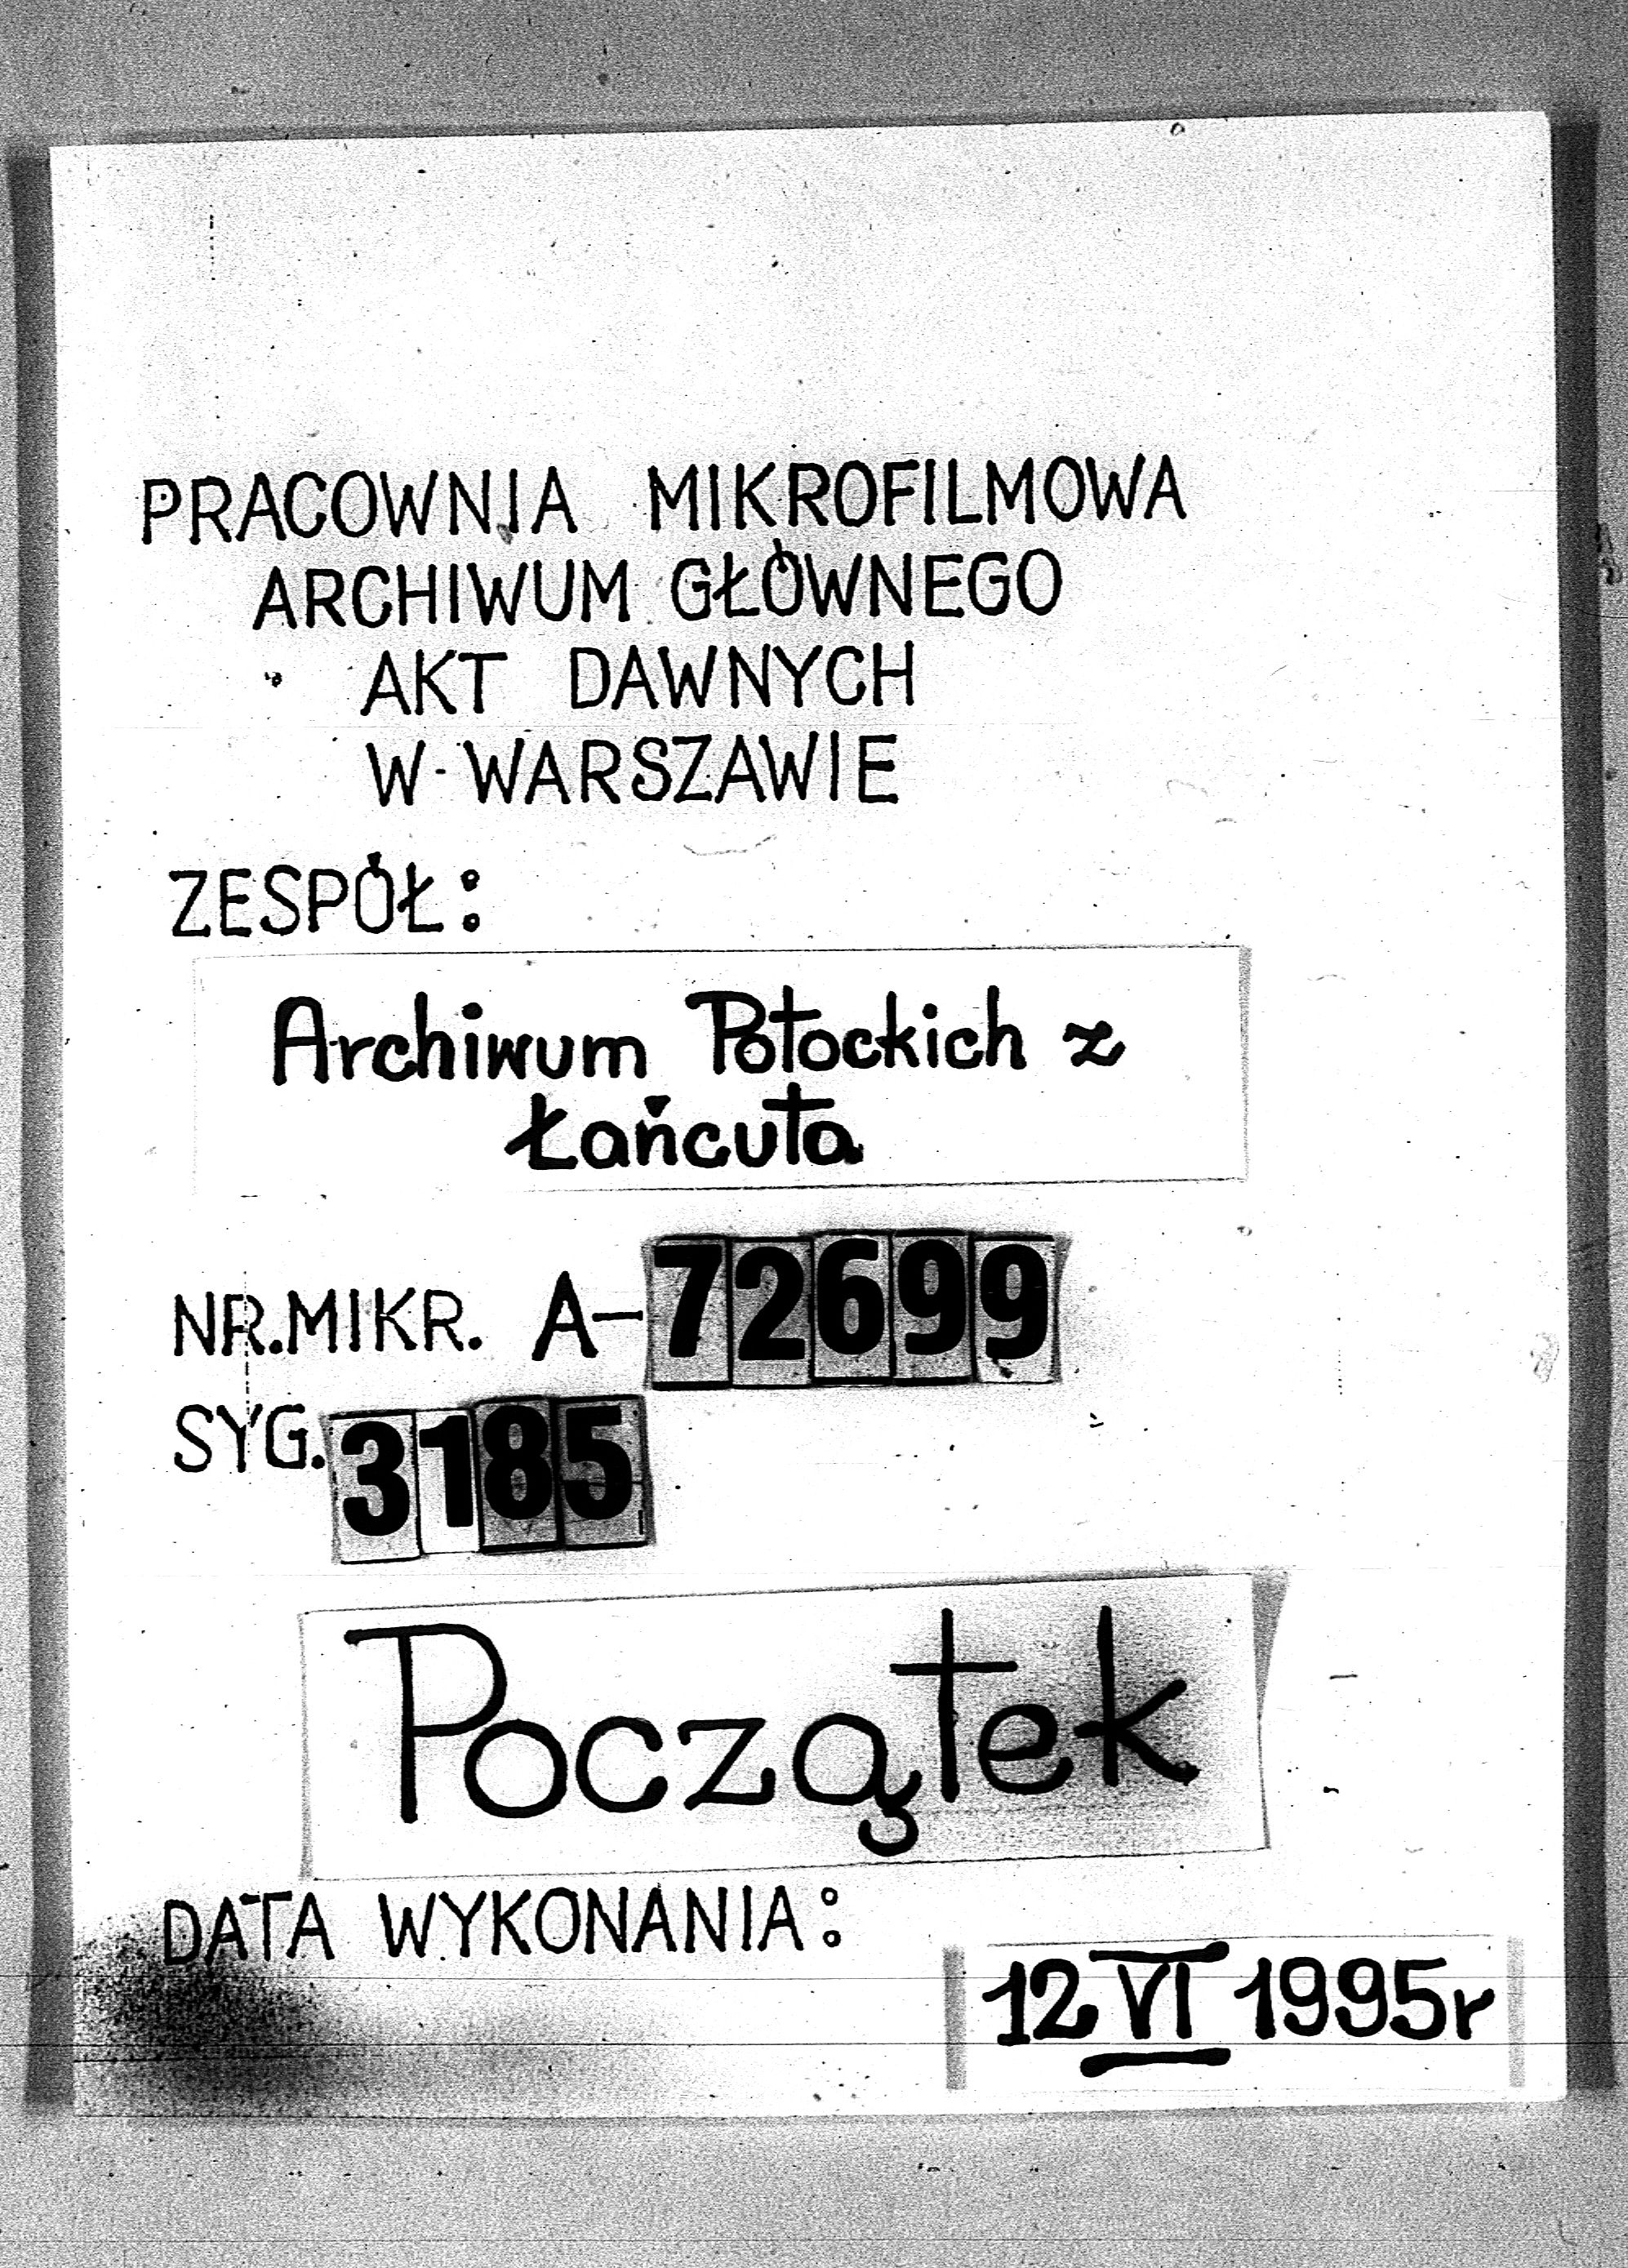 PRACOWNIA MIKROFILMOWA
ARCHIWUM GŁÓWNEGO
AKT DAWNYCH
W WARSZAWIE
ZESPÓŁ:
Archiwum Potockich z
Łańcuta
NR.MIKR. A-72699
SYG. 3185
Początek
DATA WYKONANIA:
12 VI 1995r